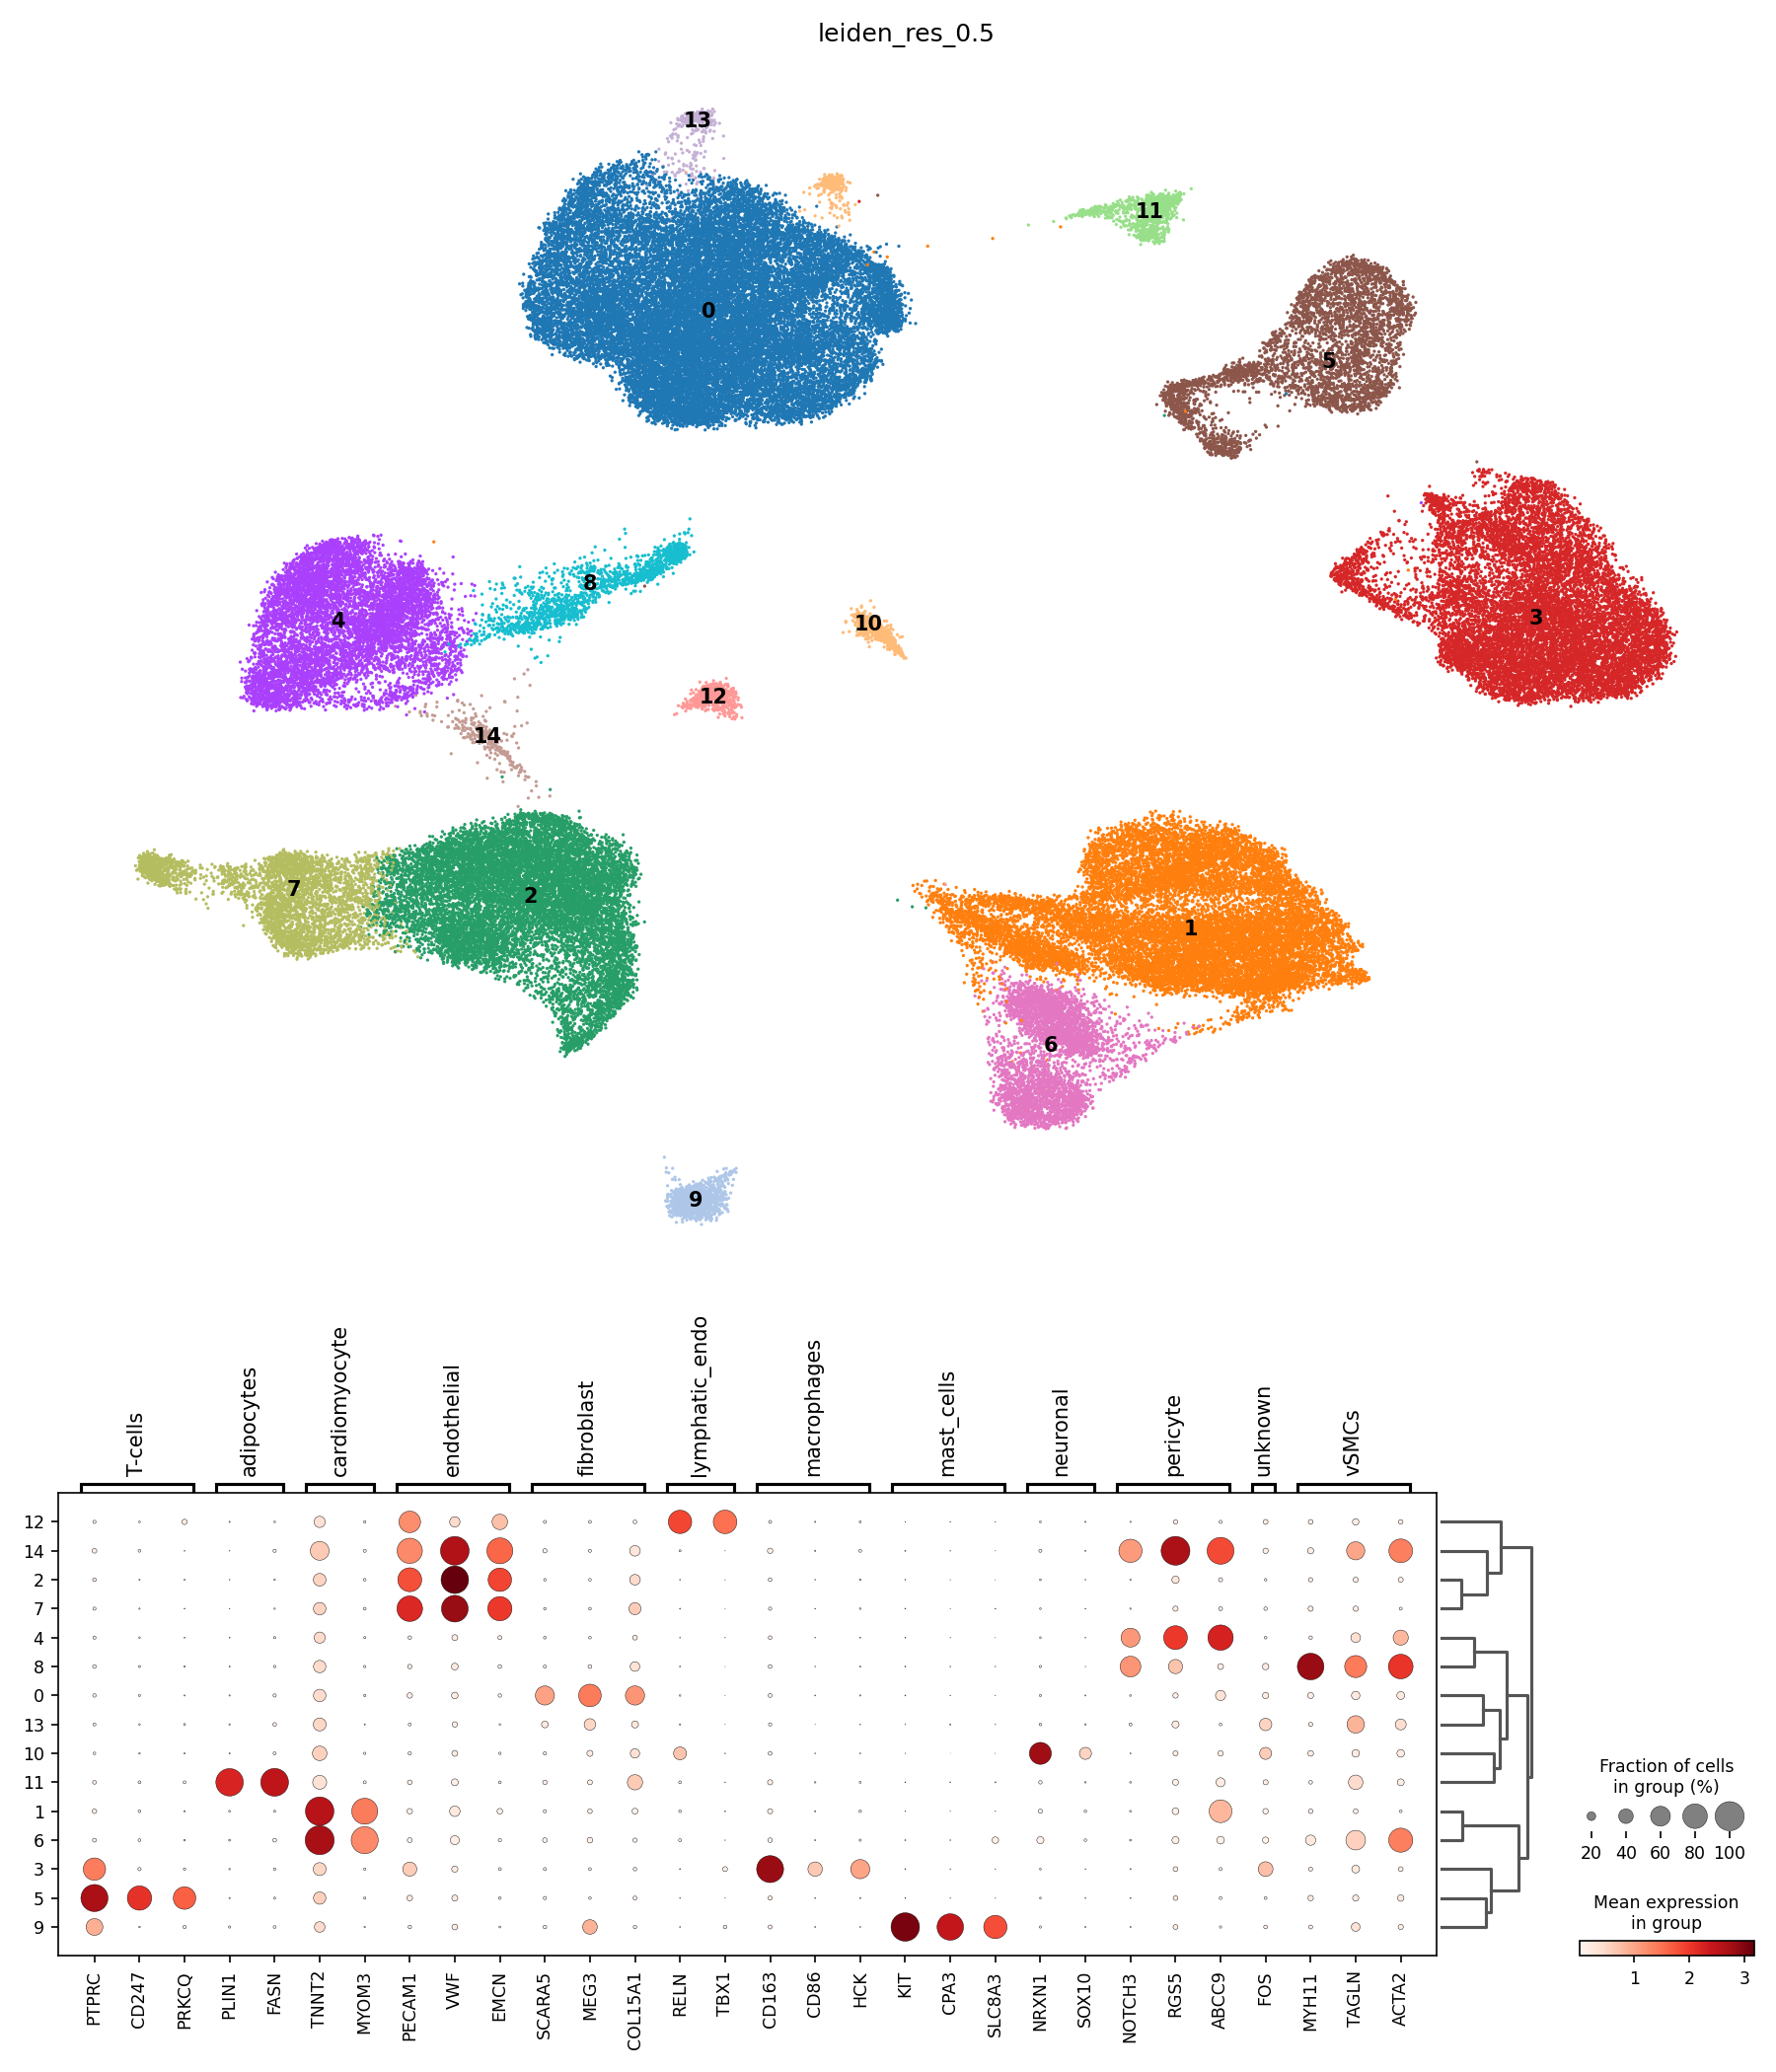 leiden_res_0.5
13
11
0
5
8
4
10
3
12
14
7
2
1
6
9
T-cells
adipocytes
cardiomyocyte
endothelial
fibroblast
lymphatic_endo
macrophages
mast_cells
neuronal
pericyte
unknown
vSMCs
12
14
2
7
4
8
0
13
10
11
1
6
3
5
9
Fraction of cells
in group (%)
20 40 60 80 100
Mean expression
in group
1 2 3
PTPRC
CD247
PRKCQ
PLIN1
FASN
TNNT2
MYOM3
PECAM1
VWF
EMCN
SCARA5
MEG3
COL15A1
RELN
TBX1
CD163
CD86
HCK
KIT
CPA3
SLC8A3
NRXN1
SOX10
NOTCH3
RGS5
ABCC9
FOS
MYH11
TAGLN
ACTA2